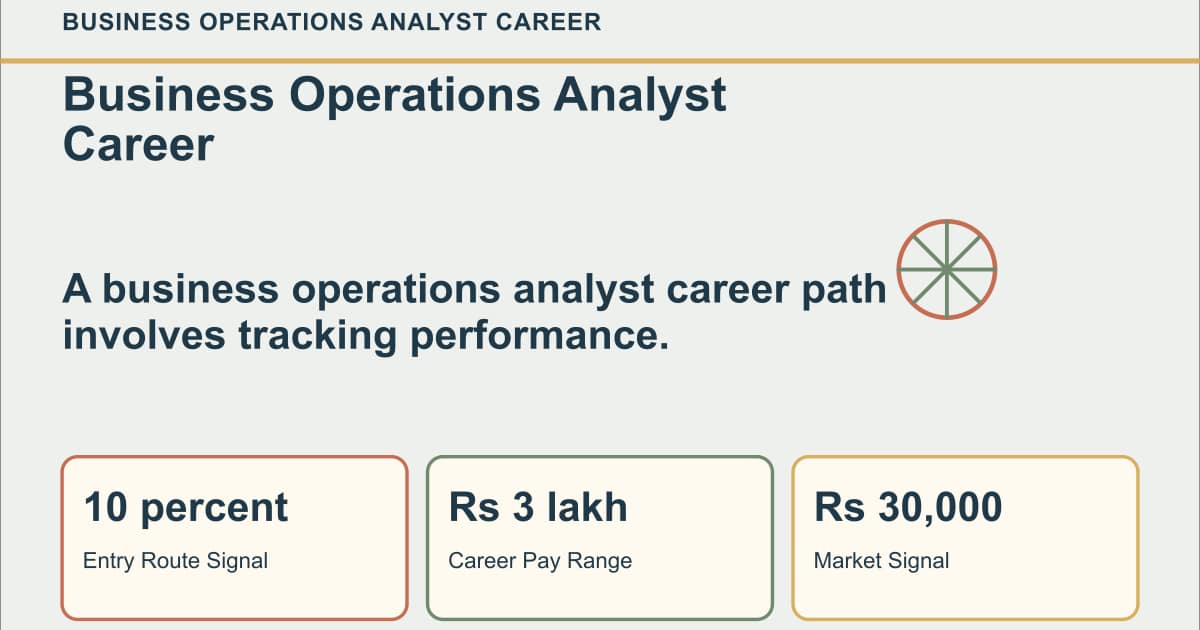 BUSINESS OPERATIONS ANALYST CAREER
Business Operations Analyst
Career
A business operations analyst career path
involves tracking performance.
10 percent
Entry Route Signal
Rs 3 lakh
Career Pay Range
Rs 30,000
Market Signal